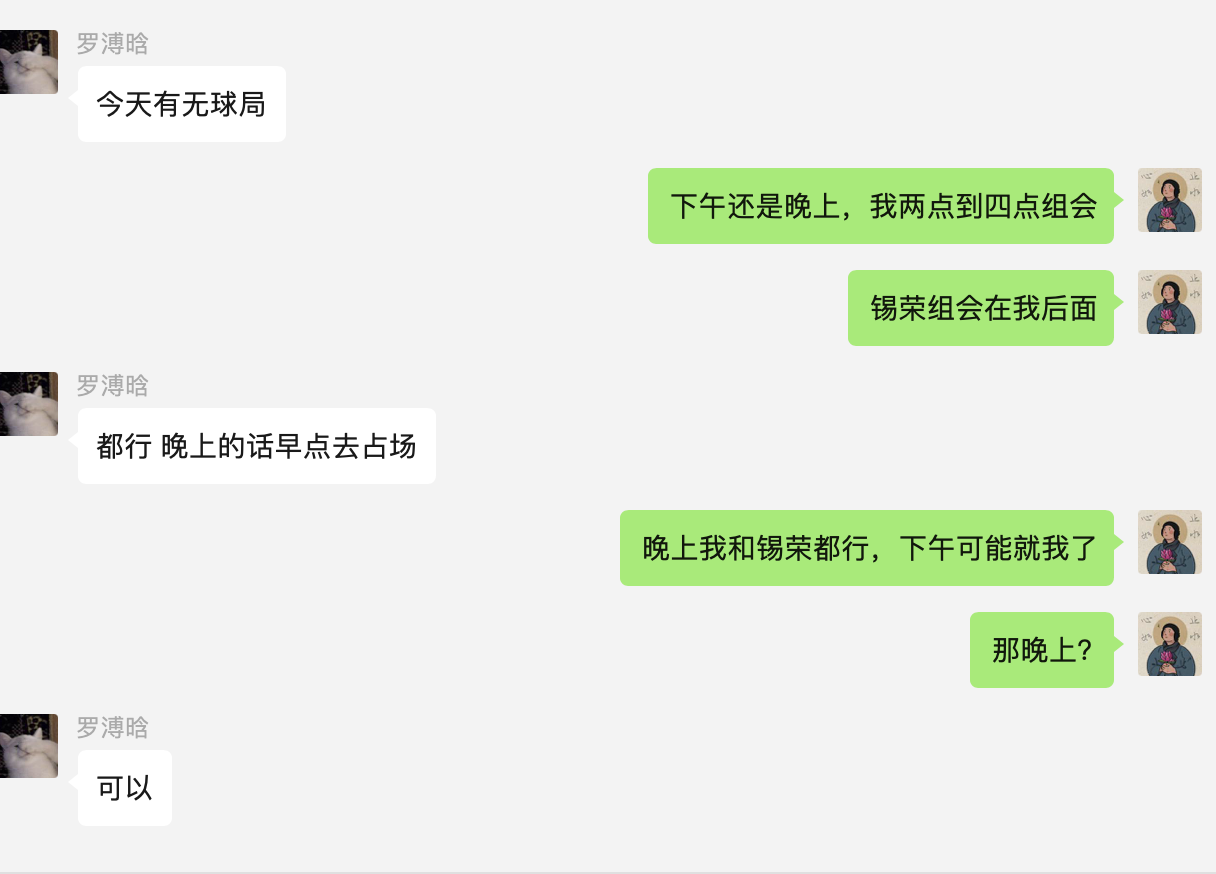 罗溥晗
今天有无球局
下午还是晚上，我两点到四点组会
锡荣组会在我后面
罗溥晗
都行 晚上的话早点去占场
晚上我和锡荣都行，下午可能就我了
那晚上?
罗溥晗
可以